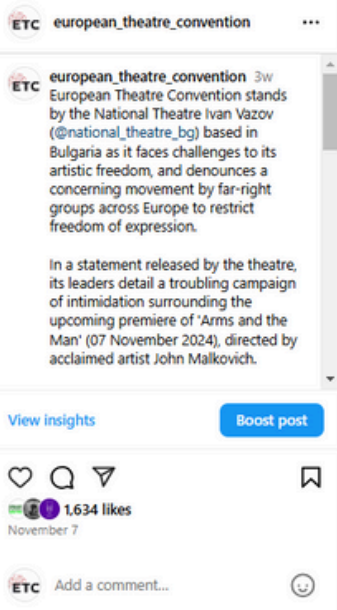 ETC european_theatre_convention ...
ETC european_theatre_convention 3w
European Theatre Convention stands
by the National Theatre Ivan Vazov
(@national_theatre_bg) based in
Bulgaria as it faces challenges to its
artistic freedom, and denounces a
concerning movement by far-right
groups across Europe to restrict
freedom of expression.
In a statement released by the theatre,
its leaders detail a troubling campaign
of intimidation surrounding the
upcoming premiere of 'Arms and the
Man' (07 November 2024), directed by
acclaimed artist John Malkovich.
View insights Boost post
1,634 likes
November 7
ETC Add a comment...